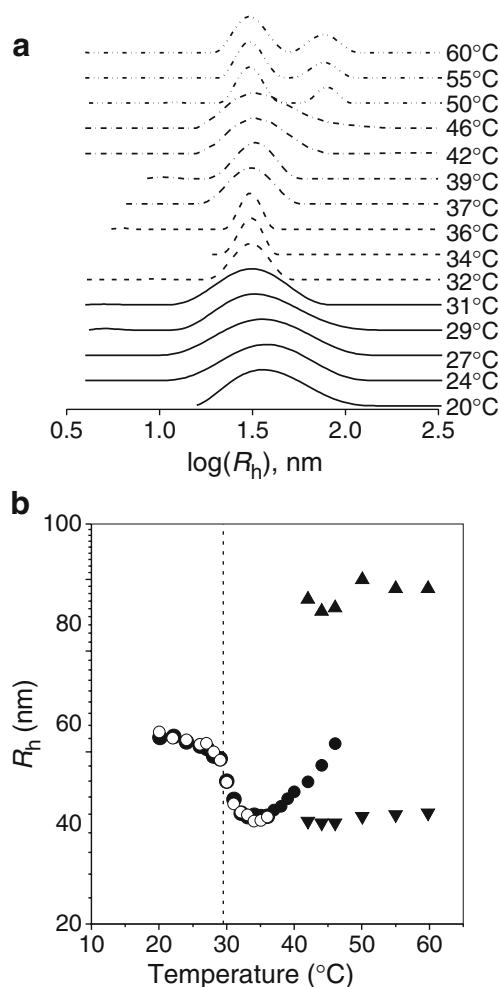 a
60°C
55°C
50°C
46°C
42°C
39°C
37°C
36°C
34°C
32°C
31°C
29°C
27°C
24°C
20°C
0.5 1.0 1.5 2.0 2.5
log(Rh), nm
b
100
80
60
40
20
Rh (nm)
10 20 30 40 50 60
Temperature (°C)